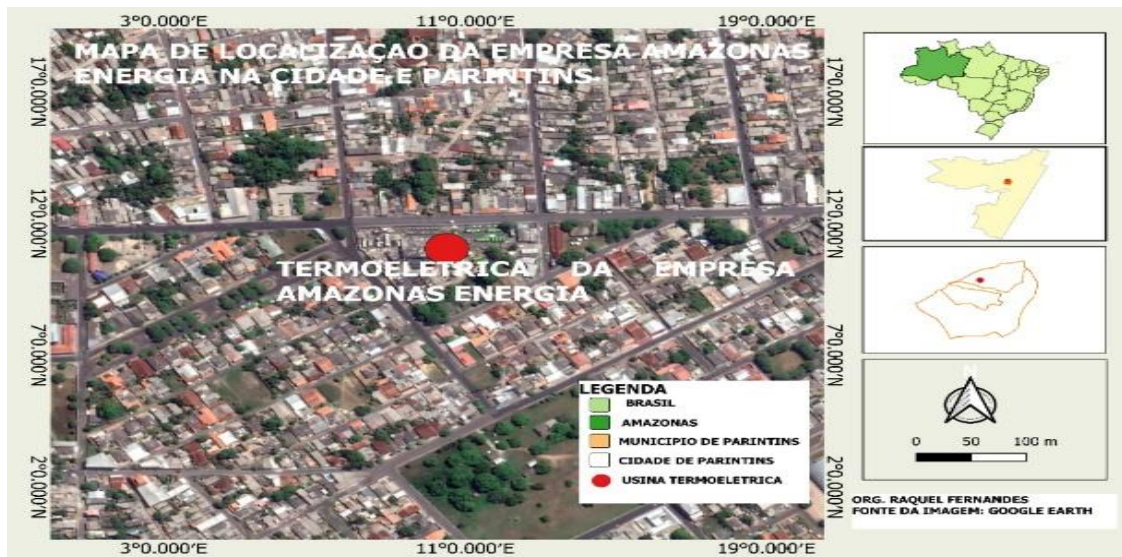 3°0.000′E 11°0.000′E 19°0.000′E
MAPA DE LOCALIZAÇAO DA EMPRESA AMAZONAS
ENERGIA NA CIDADE E PARINTINS
17°0.000′N
17°0.000′N
12°0.000′N
12°0.000′N
TERMOELETRICA DA EMPRESA
AMAZONAS ENERGIA
7°0.000′N
7°0.000′N
LEGENDA
BRASIL
AMAZONAS
MUNICIPIO DE PARINTINS
CIDADE DE PARINTINS
USINA TERMOELETRICA
2°0.000′N
2°0.000′N
3°0.000′E 11°0.000′E 19°0.000′E
N
0 50 100 m
ORG. RAQUEL FERNANDES
FONTE DA IMAGEM: GOOGLE EARTH